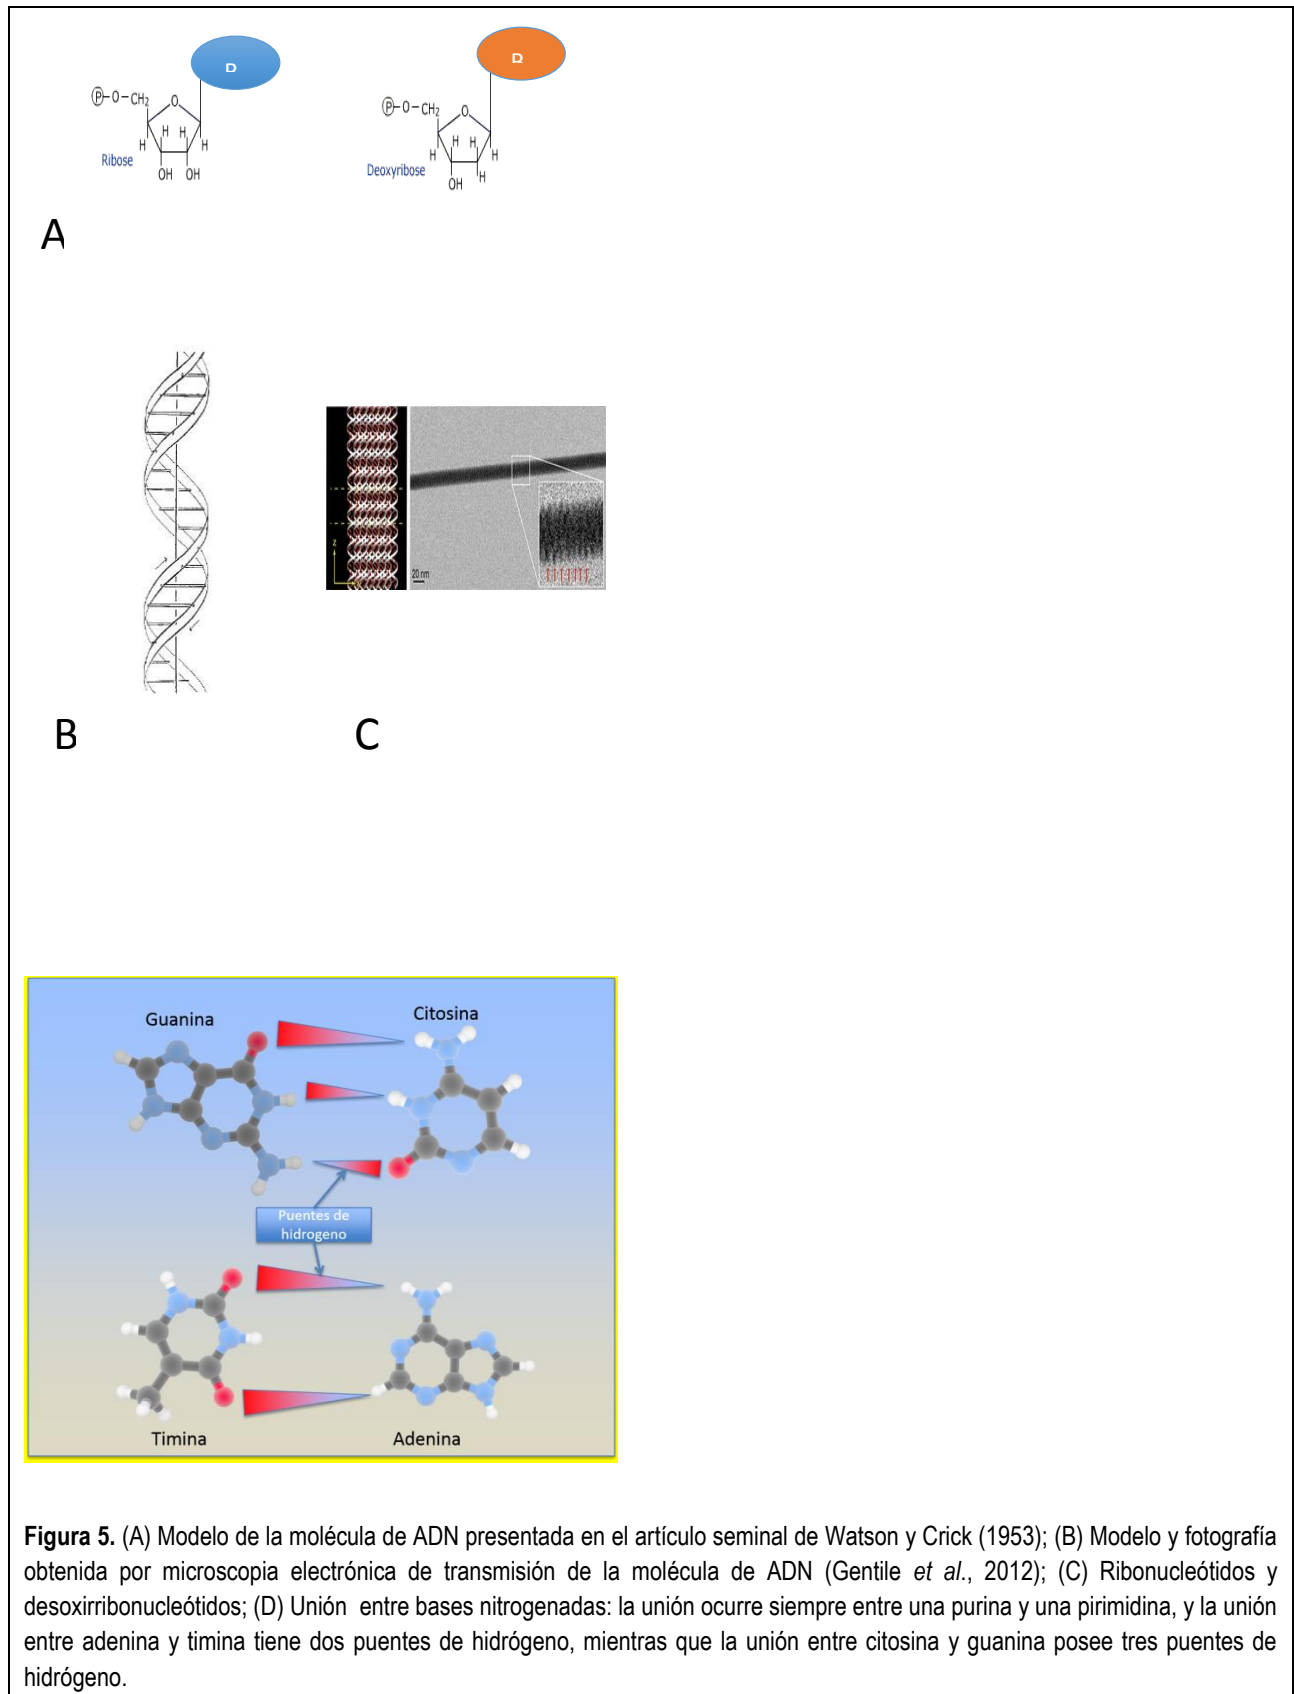 P-O-CH2
O
H
H
H
H
Ribose
OH
OH
P-O-CH2
O
H
H
H
H
Deoxyribose
OH
H
A
z
20 nm
B
C
Guanina
Citosina
Puentes de
hidrogeno
Timina
Adenina
Figura 5. (A) Modelo de la molécula de ADN presentada en el artículo seminal de Watson y Crick (1953); (B) Modelo y fotografía
obtenida por microscopia electrónica de transmisión de la molécula de ADN (Gentile et al., 2012); (C) Ribonucleótidos y
desoxirribonucleótidos; (D) Unión entre bases nitrogenadas: la unión ocurre siempre entre una purina y una pirimidina, y la unión
entre adenina y timina tiene dos puentes de hidrógeno, mientras que la unión entre citosina y guanina posee tres puentes de
hidrógeno.